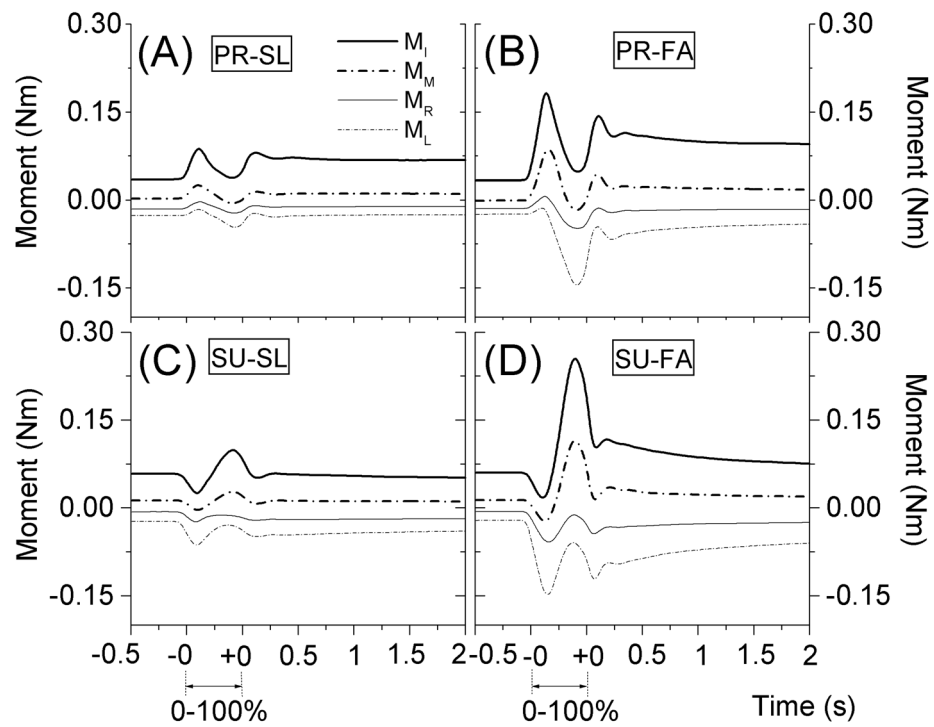 (A) PR-SL
M_I
M_M
M_R
M_L
(B) PR-FA
Moment (Nm)
0.30
0.15
0.00
-0.15
0.30
0.15
0.00
-0.15
Moment (Nm)
(C) SU-SL
(D) SU-FA
Moment (Nm)
0.30
0.15
0.00
-0.15
0.30
0.15
0.00
-0.15
Moment (Nm)
-0.5 -0 +0 0.5 1 1.5 2
-0.5 -0 +0 0.5 1 1.5 2
0-100%
0-100%
Time (s)